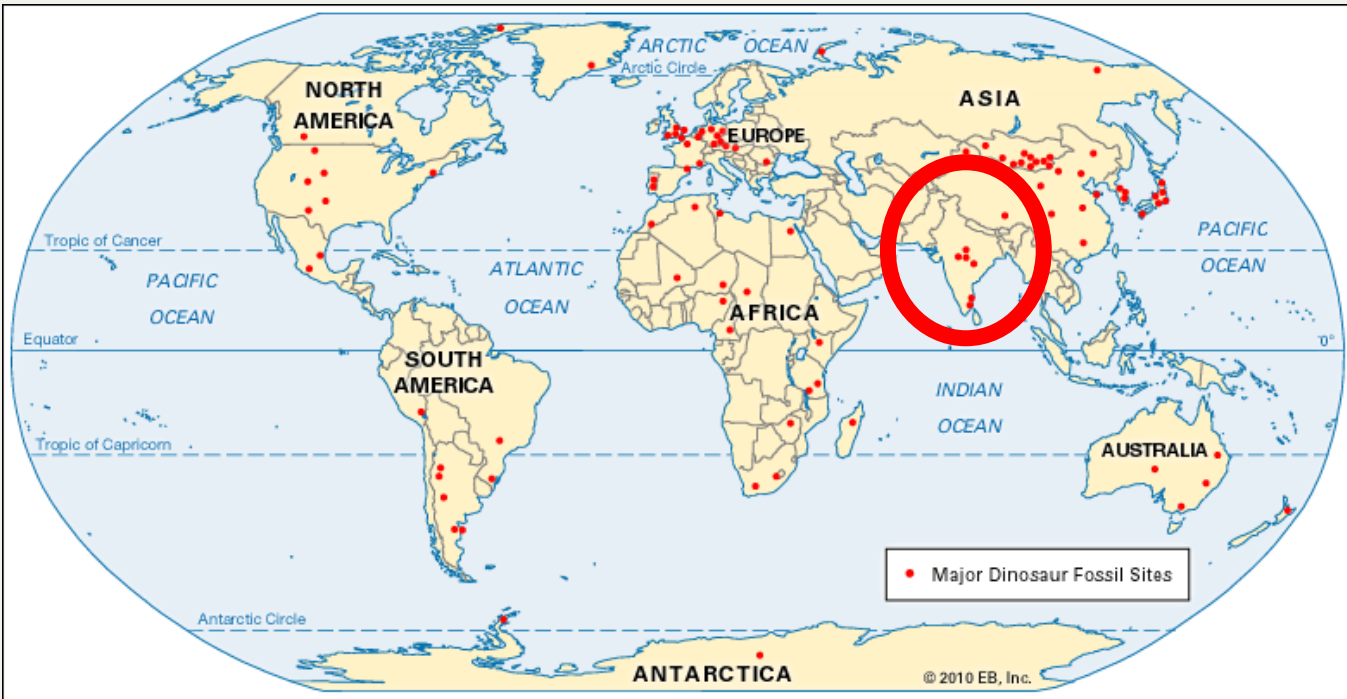 ARCTIC OCEAN
Arctic Circle
NORTH
AMERICA
EUROPE
ASIA
Tropic of Cancer
PACIFIC
OCEAN
ATLANTIC
OCEAN
PACIFIC
OCEAN
AFRICA
Equator
0°
SOUTH
AMERICA
INDIAN
OCEAN
Tropic of Capricorn
AUSTRALIA
Major Dinosaur Fossil Sites
Antarctic Circle
ANTARCTICA
© 2010 EB, Inc.